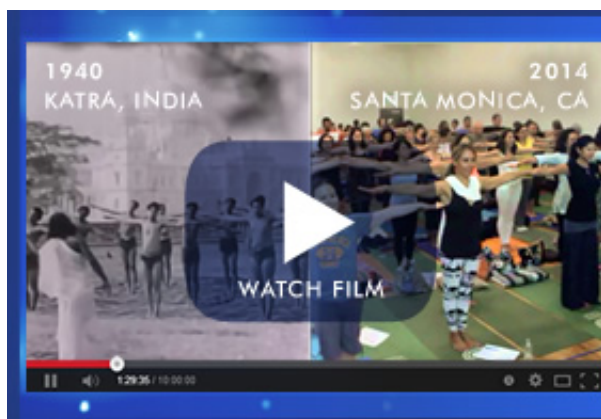 1940
KATRA, INDIA
2014
SANTA MONICA, CA
WATCH FILM
1:29:35 / 10:00:00